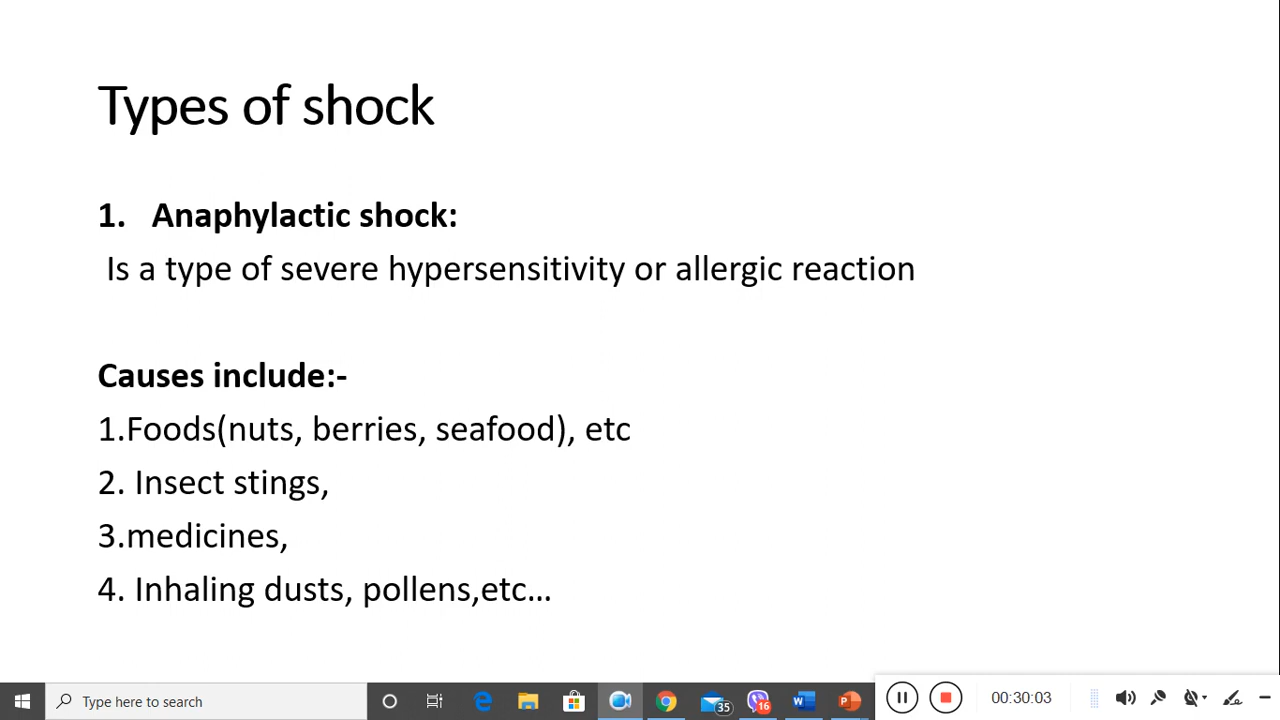 Types of shock
1. Anaphylactic shock:
Is a type of severe hypersensitivity or allergic reaction
Causes include:-
1.Foods(nuts, berries, seafood), etc
2. Insect stings,
3.medicines,
4. Inhaling dusts, pollens,etc...
Type here to search
35
16
00:30:03